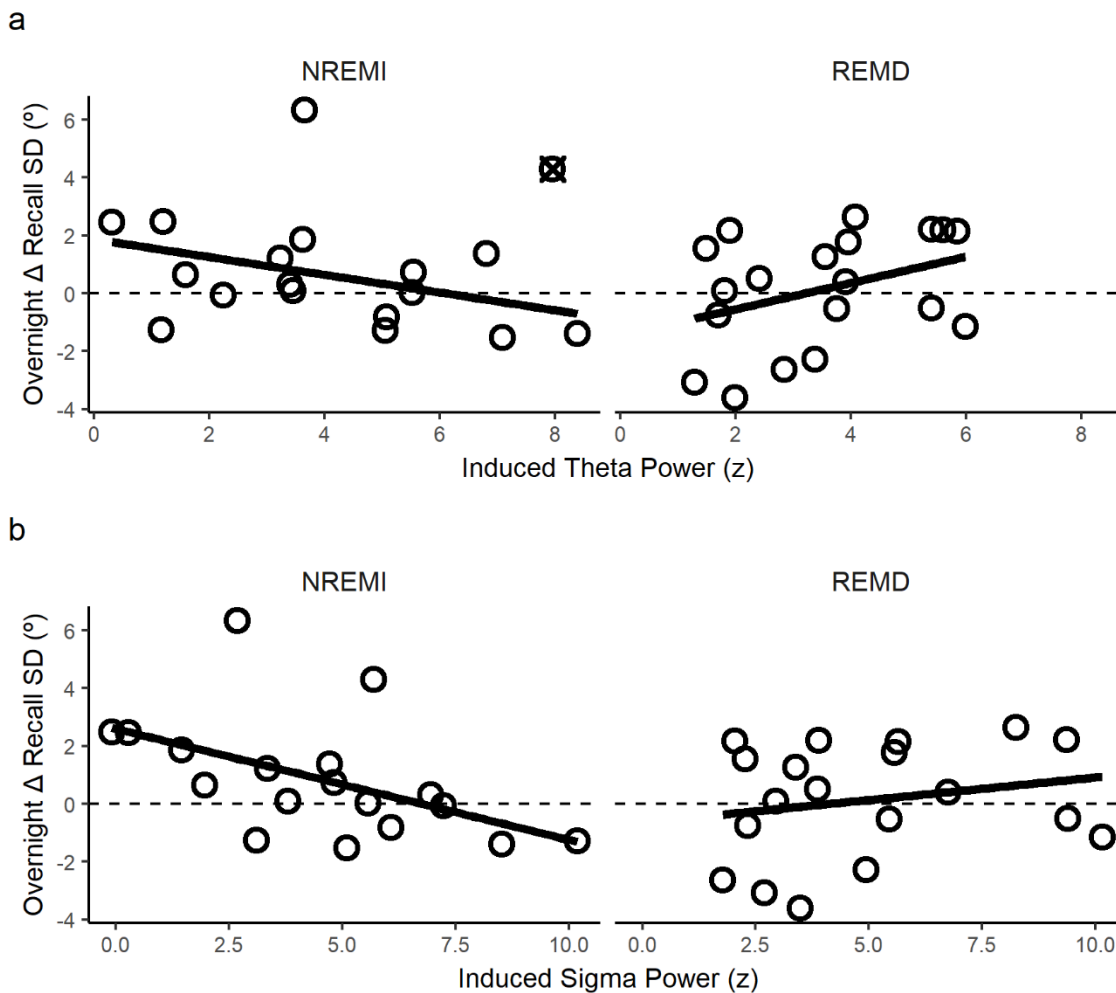 a
NREMI REMD
Overnight Δ Recall SD (º)
6
4
2
0
-2
-4
0 2 4 6 8 0 2 4 6 8
Induced Theta Power (z)
b
NREMI REMD
Overnight Δ Recall SD (º)
6
4
2
0
-2
-4
0.0 2.5 5.0 7.5 10.0 0.0 2.5 5.0 7.5 10.0
Induced Sigma Power (z)